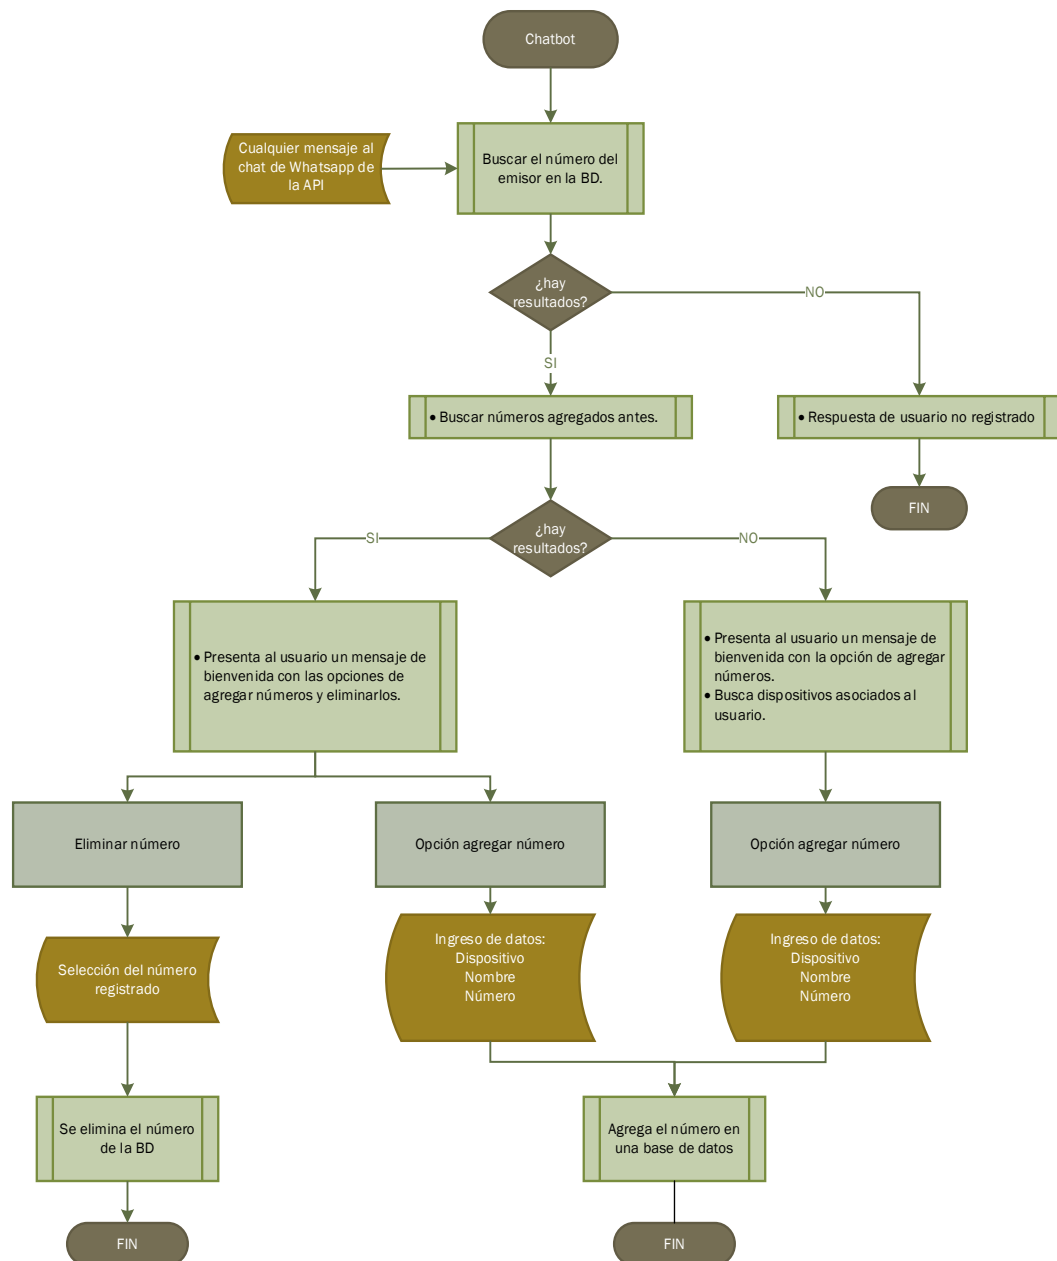 Chatbot
Cualquier mensaje al
chat de Whatsapp de
la API
Buscar el número del
emisor en la BD.
¿hay
resultados?
NO
SI
• Buscar números agregados antes.
• Respuesta de usuario no registrado
FIN
¿hay
resultados?
SI
NO
• Presenta al usuario un mensaje de
bienvenida con las opciones de
agregar números y eliminarlos.
• Presenta al usuario un mensaje de
bienvenida con la opción de agregar
números.
• Busca dispositivos asociados al
usuario.
Eliminar número
Opción agregar número
Opción agregar número
Selección del número
registrado
Ingreso de datos:
Dispositivo
Nombre
Número
Ingreso de datos:
Dispositivo
Nombre
Número
Se elimina el número
de la BD
Agrega el número en
una base de datos
FIN
FIN